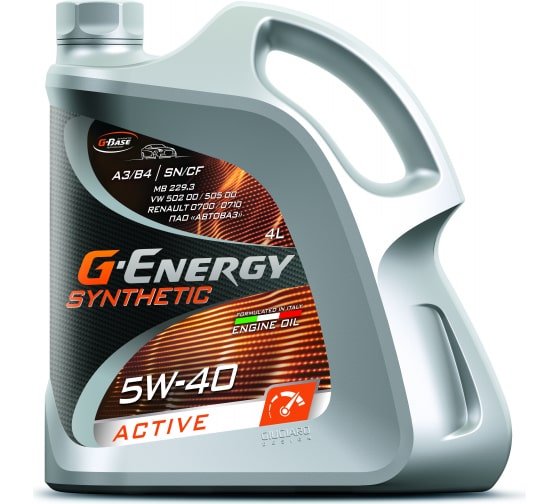 G-BASE
A3/B4 | SN/CF
MB 229.3
VW 502 00 / 505 00
RENAULT 0700 / 0710
ПАО «АВТОВАЗ»
4L
G-ENERGY
SYNTHETIC
FORMULATED IN ITALY
ENGINE OIL
5W-40
ACTIVE
GIUGIARO
DESIGN